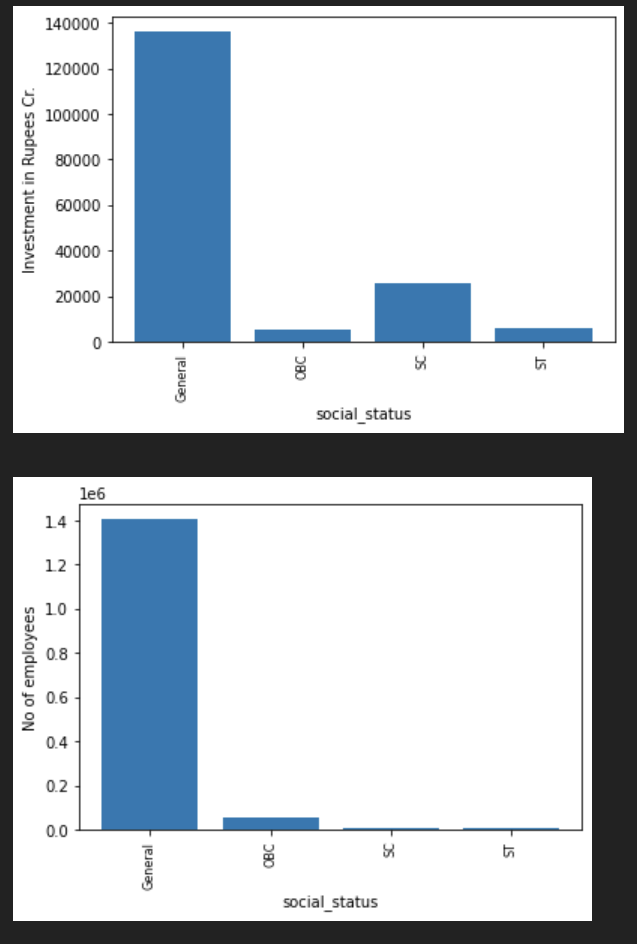 140000
120000
100000
80000
60000
40000
20000
0
Investment in Rupees Cr.
General
OBC
SC
ST
social_status
1e6
1.4
1.2
1.0
0.8
0.6
0.4
0.2
0.0
No of employees
General
OBC
SC
ST
social_status